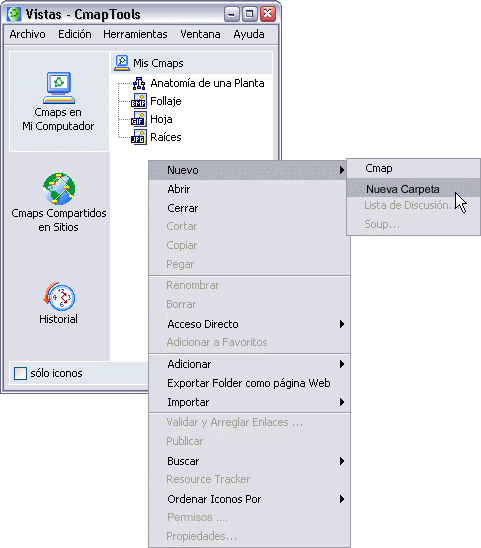 Vistas - CmapTools
Archivo Edición Herramientas Ventana Ayuda
Cmaps en
Mi Computador
Cmaps Compartidos
en Sitios
Historial
sólo iconos
Mis Cmaps
Anatomía de una Planta
BMP Follaje
GIF Hoja
JPG Raíces
Nuevo
Abrir
Cerrar
Cortar
Copiar
Pegar
Renombrar
Borrar
Acceso Directo
Adicionar a Favoritos
Adicionar
Exportar Folder como página Web
Importar
Validar y Arreglar Enlaces ...
Publicar
Buscar
Resource Tracker
Ordenar Iconos Por
Permisos ....
Propiedades...
Cmap
Nueva Carpeta
Lista de Discusión...
Soup...